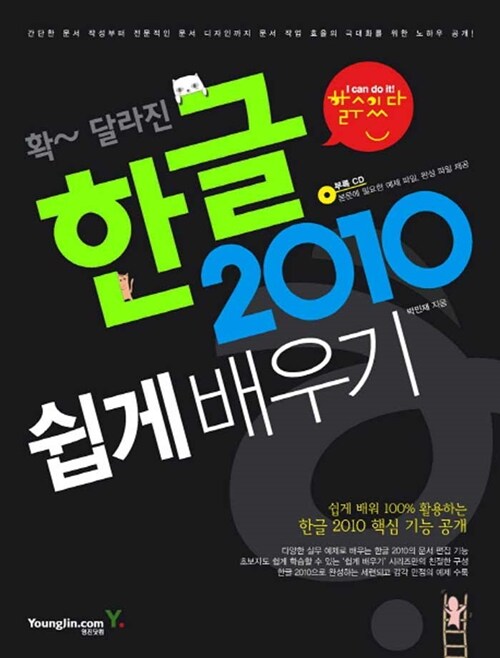 간단한 문서 작성부터 전문적인 문서 디자인까지 문서 작업 효율의 극대화를 위한 노하우 공개!
I can do it!
할수있다
확~ 달라진
한글
2010
부록 CD
본문에 필요한 예제 파일, 완성 파일 제공
박민재 지음
쉽게 배우기
쉽게 배워 100% 활용하는
한글 2010 핵심 기능 공개
다양한 실무 예제로 배우는 한글 2010의 문서 편집 기능
초보자도 쉽게 학습할 수 있는 '쉽게 배우기' 시리즈만의 친절한 구성
한글 2010으로 완성하는 세련되고 감각 만점의 예제 수록
YoungJin.com Y.
영진닷컴